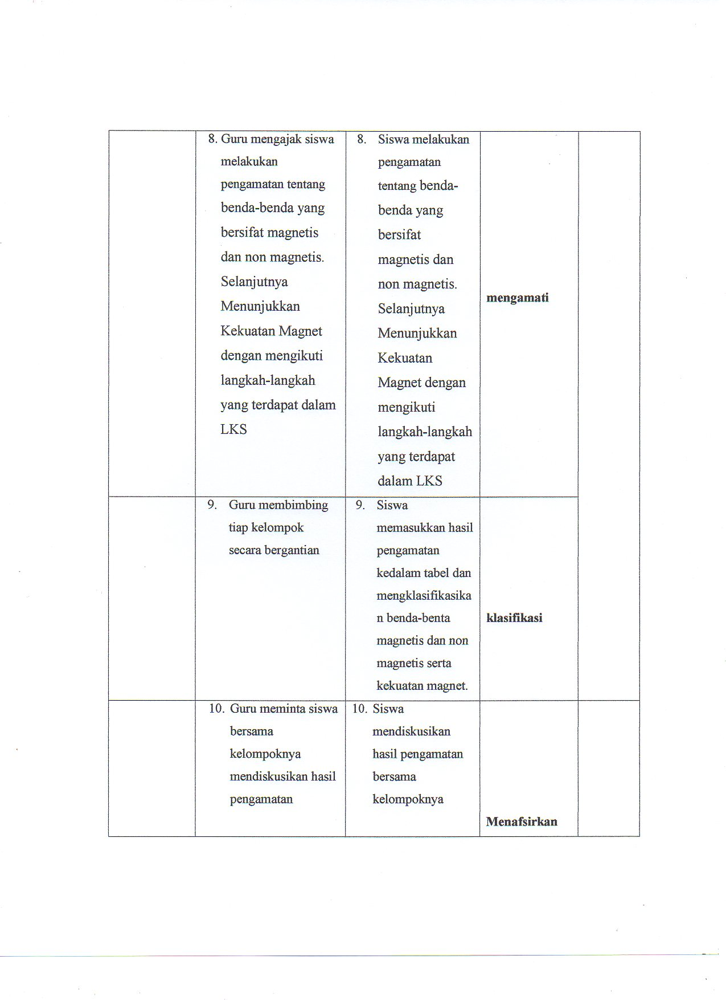 8. Guru mengajak siswa
melakukan
pengamatan tentang
benda-benda yang
bersifat magnetis
dan non magnetis.
Selanjutnya
Menunjukkan
Kekuatan Magnet
dengan mengikuti
langkah-langkah
yang terdapat dalam
LKS
8. Siswa melakukan
pengamatan
tentang benda-
benda yang
bersifat
magnetis dan
non magnetis.
Selanjutnya
Menunjukkan
Kekuatan
Magnet dengan
mengikuti
langkah-langkah
yang terdapat
dalam LKS
mengamati
9. Guru membimbing
tiap kelompok
secara bergantian
9. Siswa
memasukkan hasil
pengamatan
kedalam tabel dan
mengklasifikasika
n benda-benta
magnetis dan non
magnetis serta
kekuatan magnet.
klasifikasi
10. Guru meminta siswa
bersama
kelompoknya
mendiskusikan hasil
pengamatan
10. Siswa
mendiskusikan
hasil pengamatan
bersama
kelompoknya
Menafsirkan